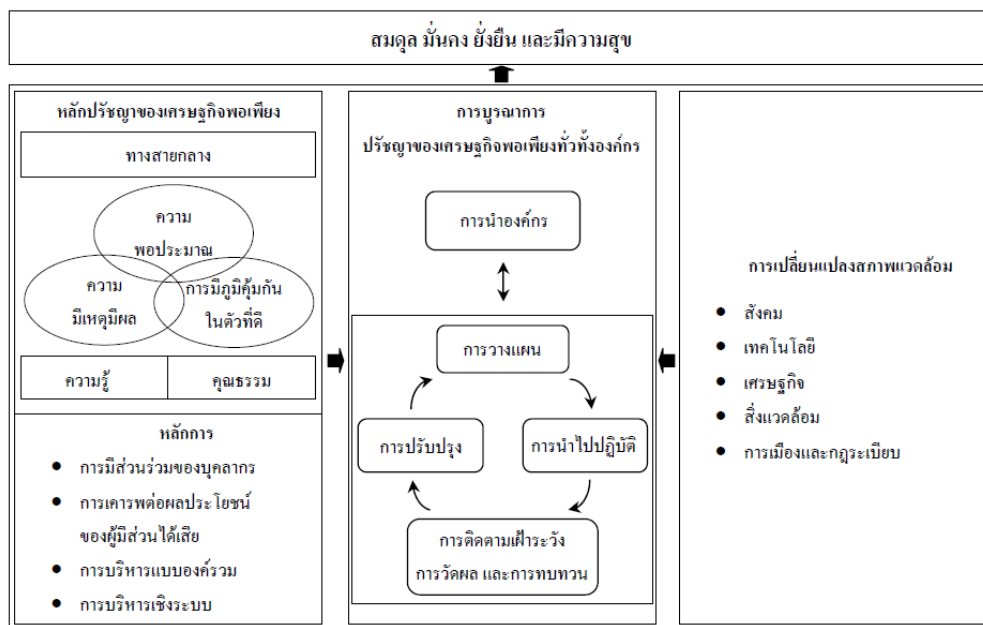 สมดุล มั่นคง ยั่งยืน และมีความสุข
หลักปรัชญาของเศรษฐกิจพอเพียง
ทางสายกลาง
ความ
พอประมาณ
ความ
มีเหตุมีผล
การมีภูมิคุ้มกัน
ในตัวที่ดี
ความรู้
คุณธรรม
หลักการ
● การมีส่วนร่วมของบุคลากร
● การเคารพต่อผลประโยชน์
ของผู้มีส่วนได้เสีย
● การบริหารแบบองค์รวม
● การบริหารเชิงระบบ
การบูรณาการ
ปรัชญาของเศรษฐกิจพอเพียงทั่วทั้งองค์กร
การนำองค์กร
การวางแผน
การปรับปรุง
การนำไปปฏิบัติ
การติดตามเฝ้าระวัง
การวัดผล และการทบทวน
การเปลี่ยนแปลงสภาพแวดล้อม
● สังคม
● เทคโนโลยี
● เศรษฐกิจ
● สิ่งแวดล้อม
● การเมืองและกฎระเบียบ